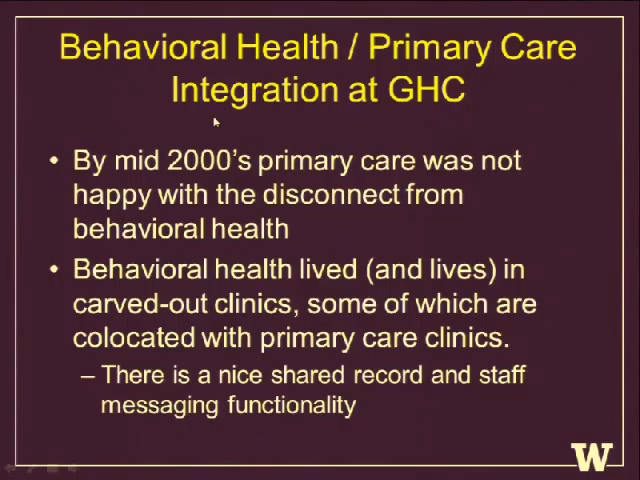 Behavioral Health / Primary Care
Integration at GHC
• By mid 2000's primary care was not
happy with the disconnect from
behavioral health
• Behavioral health lived (and lives) in
carved-out clinics, some of which are
colocated with primary care clinics.
– There is a nice shared record and staff
messaging functionality
W